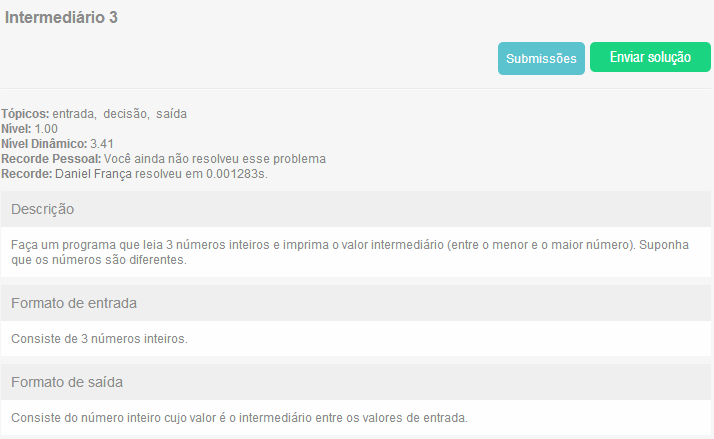 Intermediário 3
Submissões
Enviar solução
Tópicos: entrada, decisão, saída
Nível: 1.00
Nível Dinâmico: 3.41
Recorde Pessoal: Você ainda não resolveu esse problema
Recorde: Daniel França resolveu em 0.001283s.
Descrição
Faça um programa que leia 3 números inteiros e imprima o valor intermediário (entre o menor e o maior número). Suponha
que os números são diferentes.
Formato de entrada
Consiste de 3 números inteiros.
Formato de saída
Consiste do número inteiro cujo valor é o intermediário entre os valores de entrada.